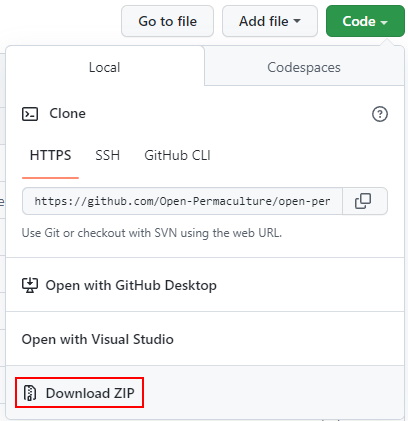 Go to file
Add file
Code
Local
Codespaces
Clone
HTTPS
SSH
GitHub CLI
https://github.com/Open-Permaculture/open-per
Use Git or checkout with SVN using the web URL.
Open with GitHub Desktop
Open with Visual Studio
Download ZIP